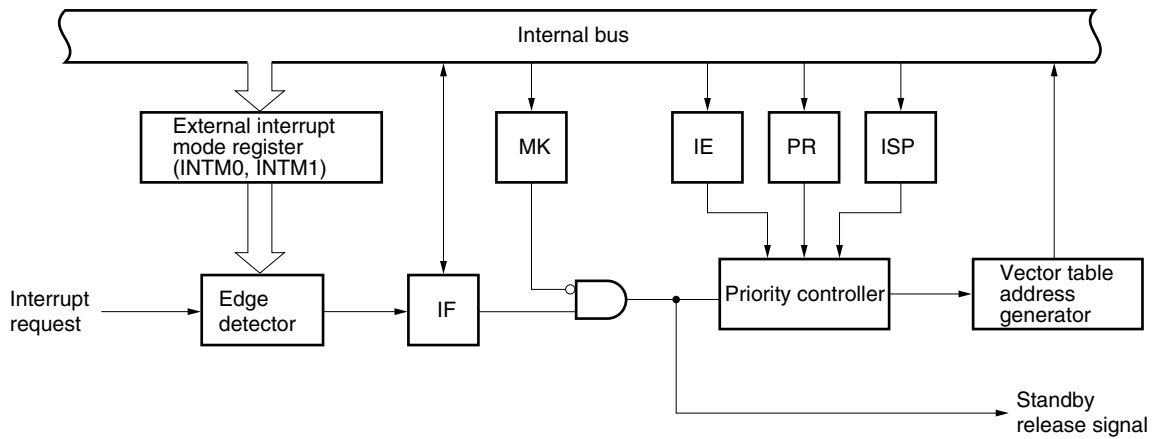 Internal bus
External interrupt
mode register
(INTM0, INTM1)
MK
IE
PR
ISP
Interrupt
request
Edge
detector
IF
Priority controller
Vector table
address
generator
Standby
release signal